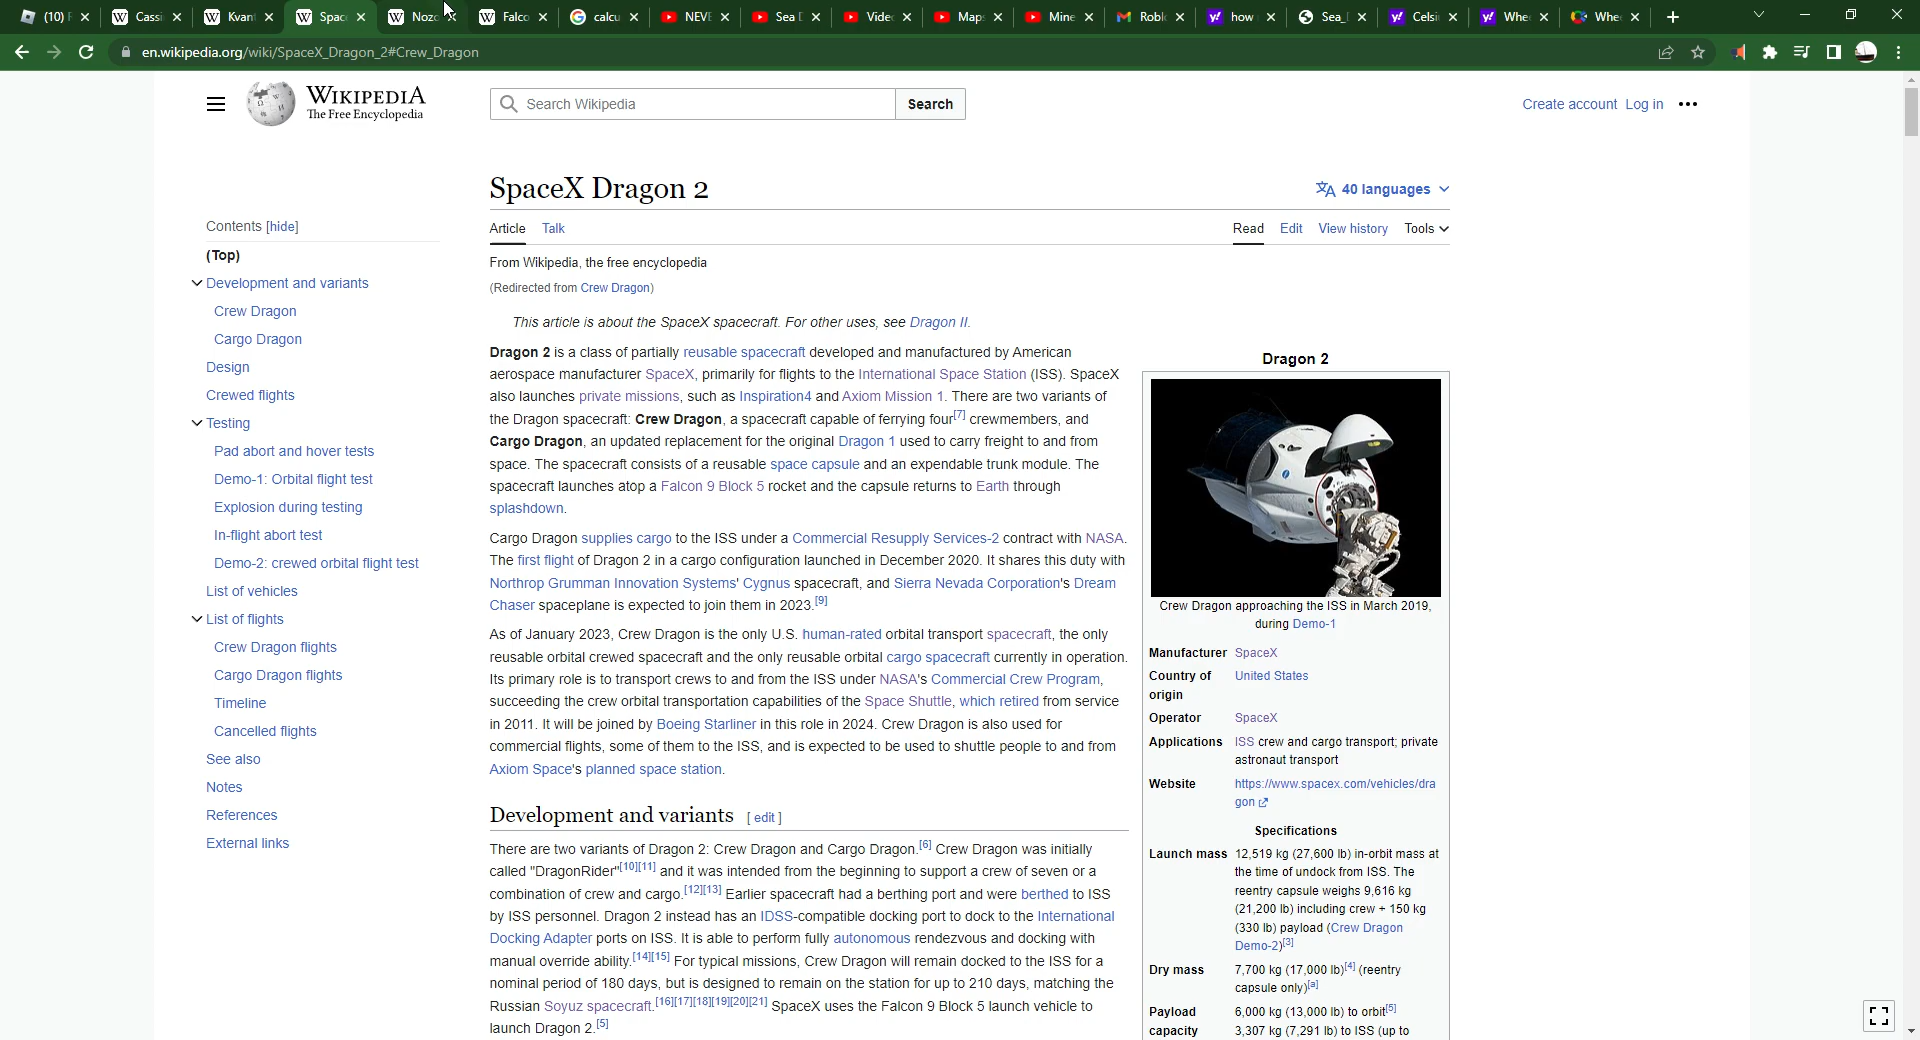 (10) F
Cassi
Kvan
Spac
Nozo
Falco
calcu
NEVE
Sea D
Video
Map
Mine
Robl
how
Sea_
Celsi
Whe
Whe
en.wikipedia.org/wiki/SpaceX_Dragon_2#Crew_Dragon
WIKIPEDIA
The Free Encyclopedia
Search Wikipedia
Search
Create account Log in
SpaceX Dragon 2
40 languages
Article Talk
Read Edit View history Tools
Contents [hide]
(Top)
Development and variants
Crew Dragon
Cargo Dragon
Design
Crewed flights
Testing
Pad abort and hover tests
Demo-1: Orbital flight test
Explosion during testing
In-flight abort test
Demo-2: crewed orbital flight test
List of vehicles
List of flights
Crew Dragon flights
Cargo Dragon flights
Timeline
Cancelled flights
See also
Notes
References
External links
From Wikipedia, the free encyclopedia
(Redirected from Crew Dragon)
This article is about the SpaceX spacecraft. For other uses, see Dragon II.
Dragon 2 is a class of partially reusable spacecraft developed and manufactured by American
aerospace manufacturer SpaceX, primarily for flights to the International Space Station (ISS). SpaceX
also launches private missions, such as Inspiration4 and Axiom Mission 1. There are two variants of
the Dragon spacecraft: Crew Dragon, a spacecraft capable of ferrying four[7] crewmembers, and
Cargo Dragon, an updated replacement for the original Dragon 1 used to carry freight to and from
space. The spacecraft consists of a reusable space capsule and an expendable trunk module. The
spacecraft launches atop a Falcon 9 Block 5 rocket and the capsule returns to Earth through
splashdown.
Cargo Dragon supplies cargo to the ISS under a Commercial Resupply Services-2 contract with NASA.
The first flight of Dragon 2 in a cargo configuration launched in December 2020. It shares this duty with
Northrop Grumman Innovation Systems' Cygnus spacecraft, and Sierra Nevada Corporation's Dream
Chaser spaceplane is expected to join them in 2023.[9]
As of January 2023, Crew Dragon is the only U.S. human-rated orbital transport spacecraft, the only
reusable orbital crewed spacecraft and the only reusable orbital cargo spacecraft currently in operation.
Its primary role is to transport crews to and from the ISS under NASA's Commercial Crew Program,
succeeding the crew orbital transportation capabilities of the Space Shuttle, which retired from service
in 2011. It will be joined by Boeing Starliner in this role in 2024. Crew Dragon is also used for
commercial flights, some of them to the ISS, and is expected to be used to shuttle people to and from
Axiom Space's planned space station.
Development and variants [ edit ]
There are two variants of Dragon 2: Crew Dragon and Cargo Dragon.[6] Crew Dragon was initially
called "DragonRider"[10][11] and it was intended from the beginning to support a crew of seven or a
combination of crew and cargo.[12][13] Earlier spacecraft had a berthing port and were berthed to ISS
by ISS personnel. Dragon 2 instead has an IDSS-compatible docking port to dock to the International
Docking Adapter ports on ISS. It is able to perform fully autonomous rendezvous and docking with
manual override ability.[14][15] For typical missions, Crew Dragon will remain docked to the ISS for a
nominal period of 180 days, but is designed to remain on the station for up to 210 days, matching the
Russian Soyuz spacecraft.[16][17][18][19][20][21] SpaceX uses the Falcon 9 Block 5 launch vehicle to
launch Dragon 2.[5]
Dragon 2
Crew Dragon approaching the ISS in March 2019,
during Demo-1
Manufacturer SpaceX
Country of United States
origin
Operator SpaceX
Applications ISS crew and cargo transport; private
astronaut transport
Website https://www.spacex.com/vehicles/dra
gon
Specifications
Launch mass 12,519 kg (27,600 lb) in-orbit mass at
the time of undock from ISS. The
reentry capsule weighs 9,616 kg
(21,200 lb) including crew + 150 kg
(330 lb) payload (Crew Dragon
Demo-2)[3]
Dry mass 7,700 kg (17,000 lb)[4] (reentry
capsule only)[a]
Payload 6,000 kg (13,000 lb) to orbit[5]
capacity 3,307 kg (7,291 lb) to ISS (up to